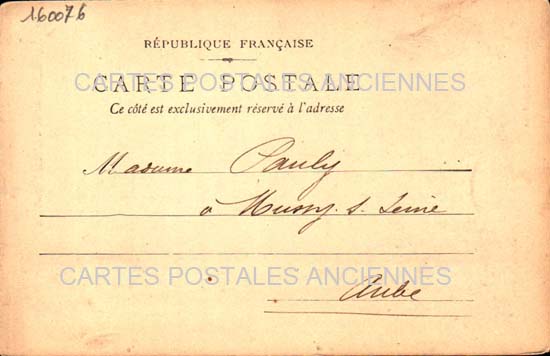 160076
RÉPUBLIQUE FRANÇAISE
CARTE POSTALE
CARTES POSTALES ANCIENNES
Ce côté est exclusivement réservé à l'adresse
Madame Pauly
à Mussy s. Seine
CARTES POSTALES ANCIENNES
Aube